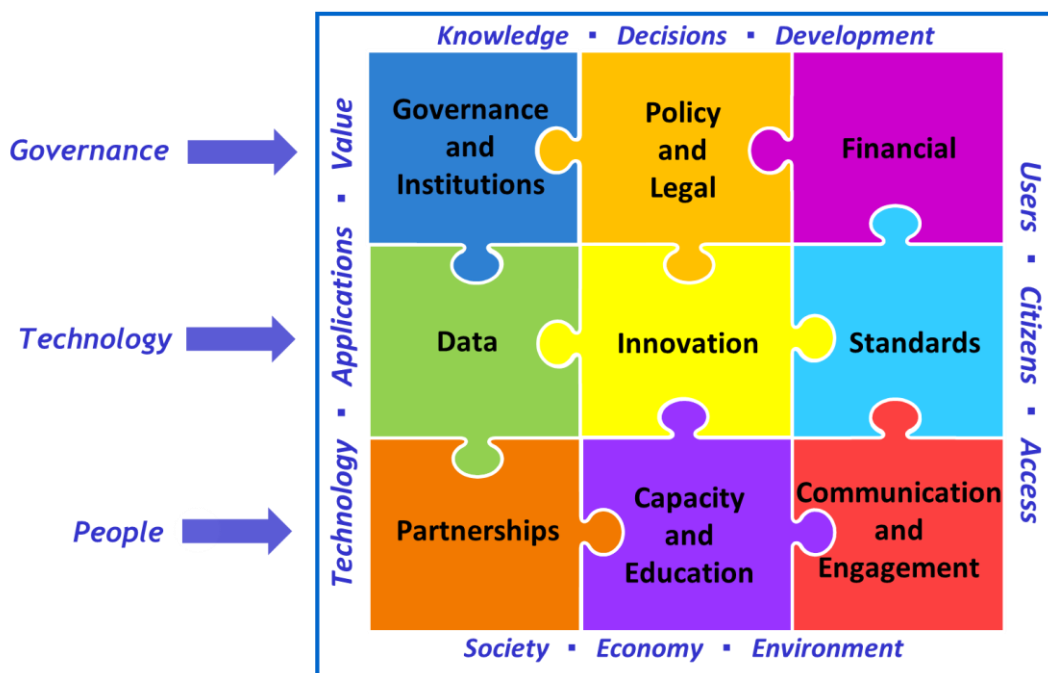 Knowledge ▪ Decisions ▪ Development
Governance
Technology ▪ Applications ▪ Value
Governance
and
Institutions
Policy
and
Legal
Financial
Users ▪ Citizens ▪ Access
Technology
Data
Innovation
Standards
People
Partnerships
Capacity
and
Education
Communication
and
Engagement
Society ▪ Economy ▪ Environment